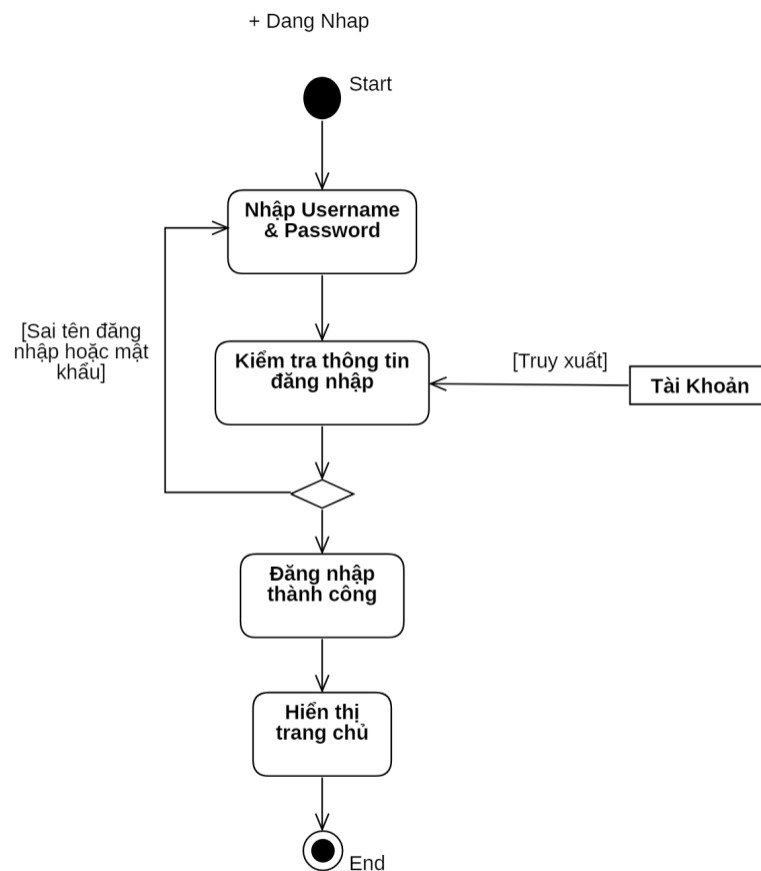 + Dang Nhap
Start
Nhập Username
& Password
[Sai tên đăng
nhập hoặc mật
khẩu]
Kiểm tra thông tin
đăng nhập
[Truy xuất]
Tài Khoản
Đăng nhập
thành công
Hiển thị
trang chủ
End